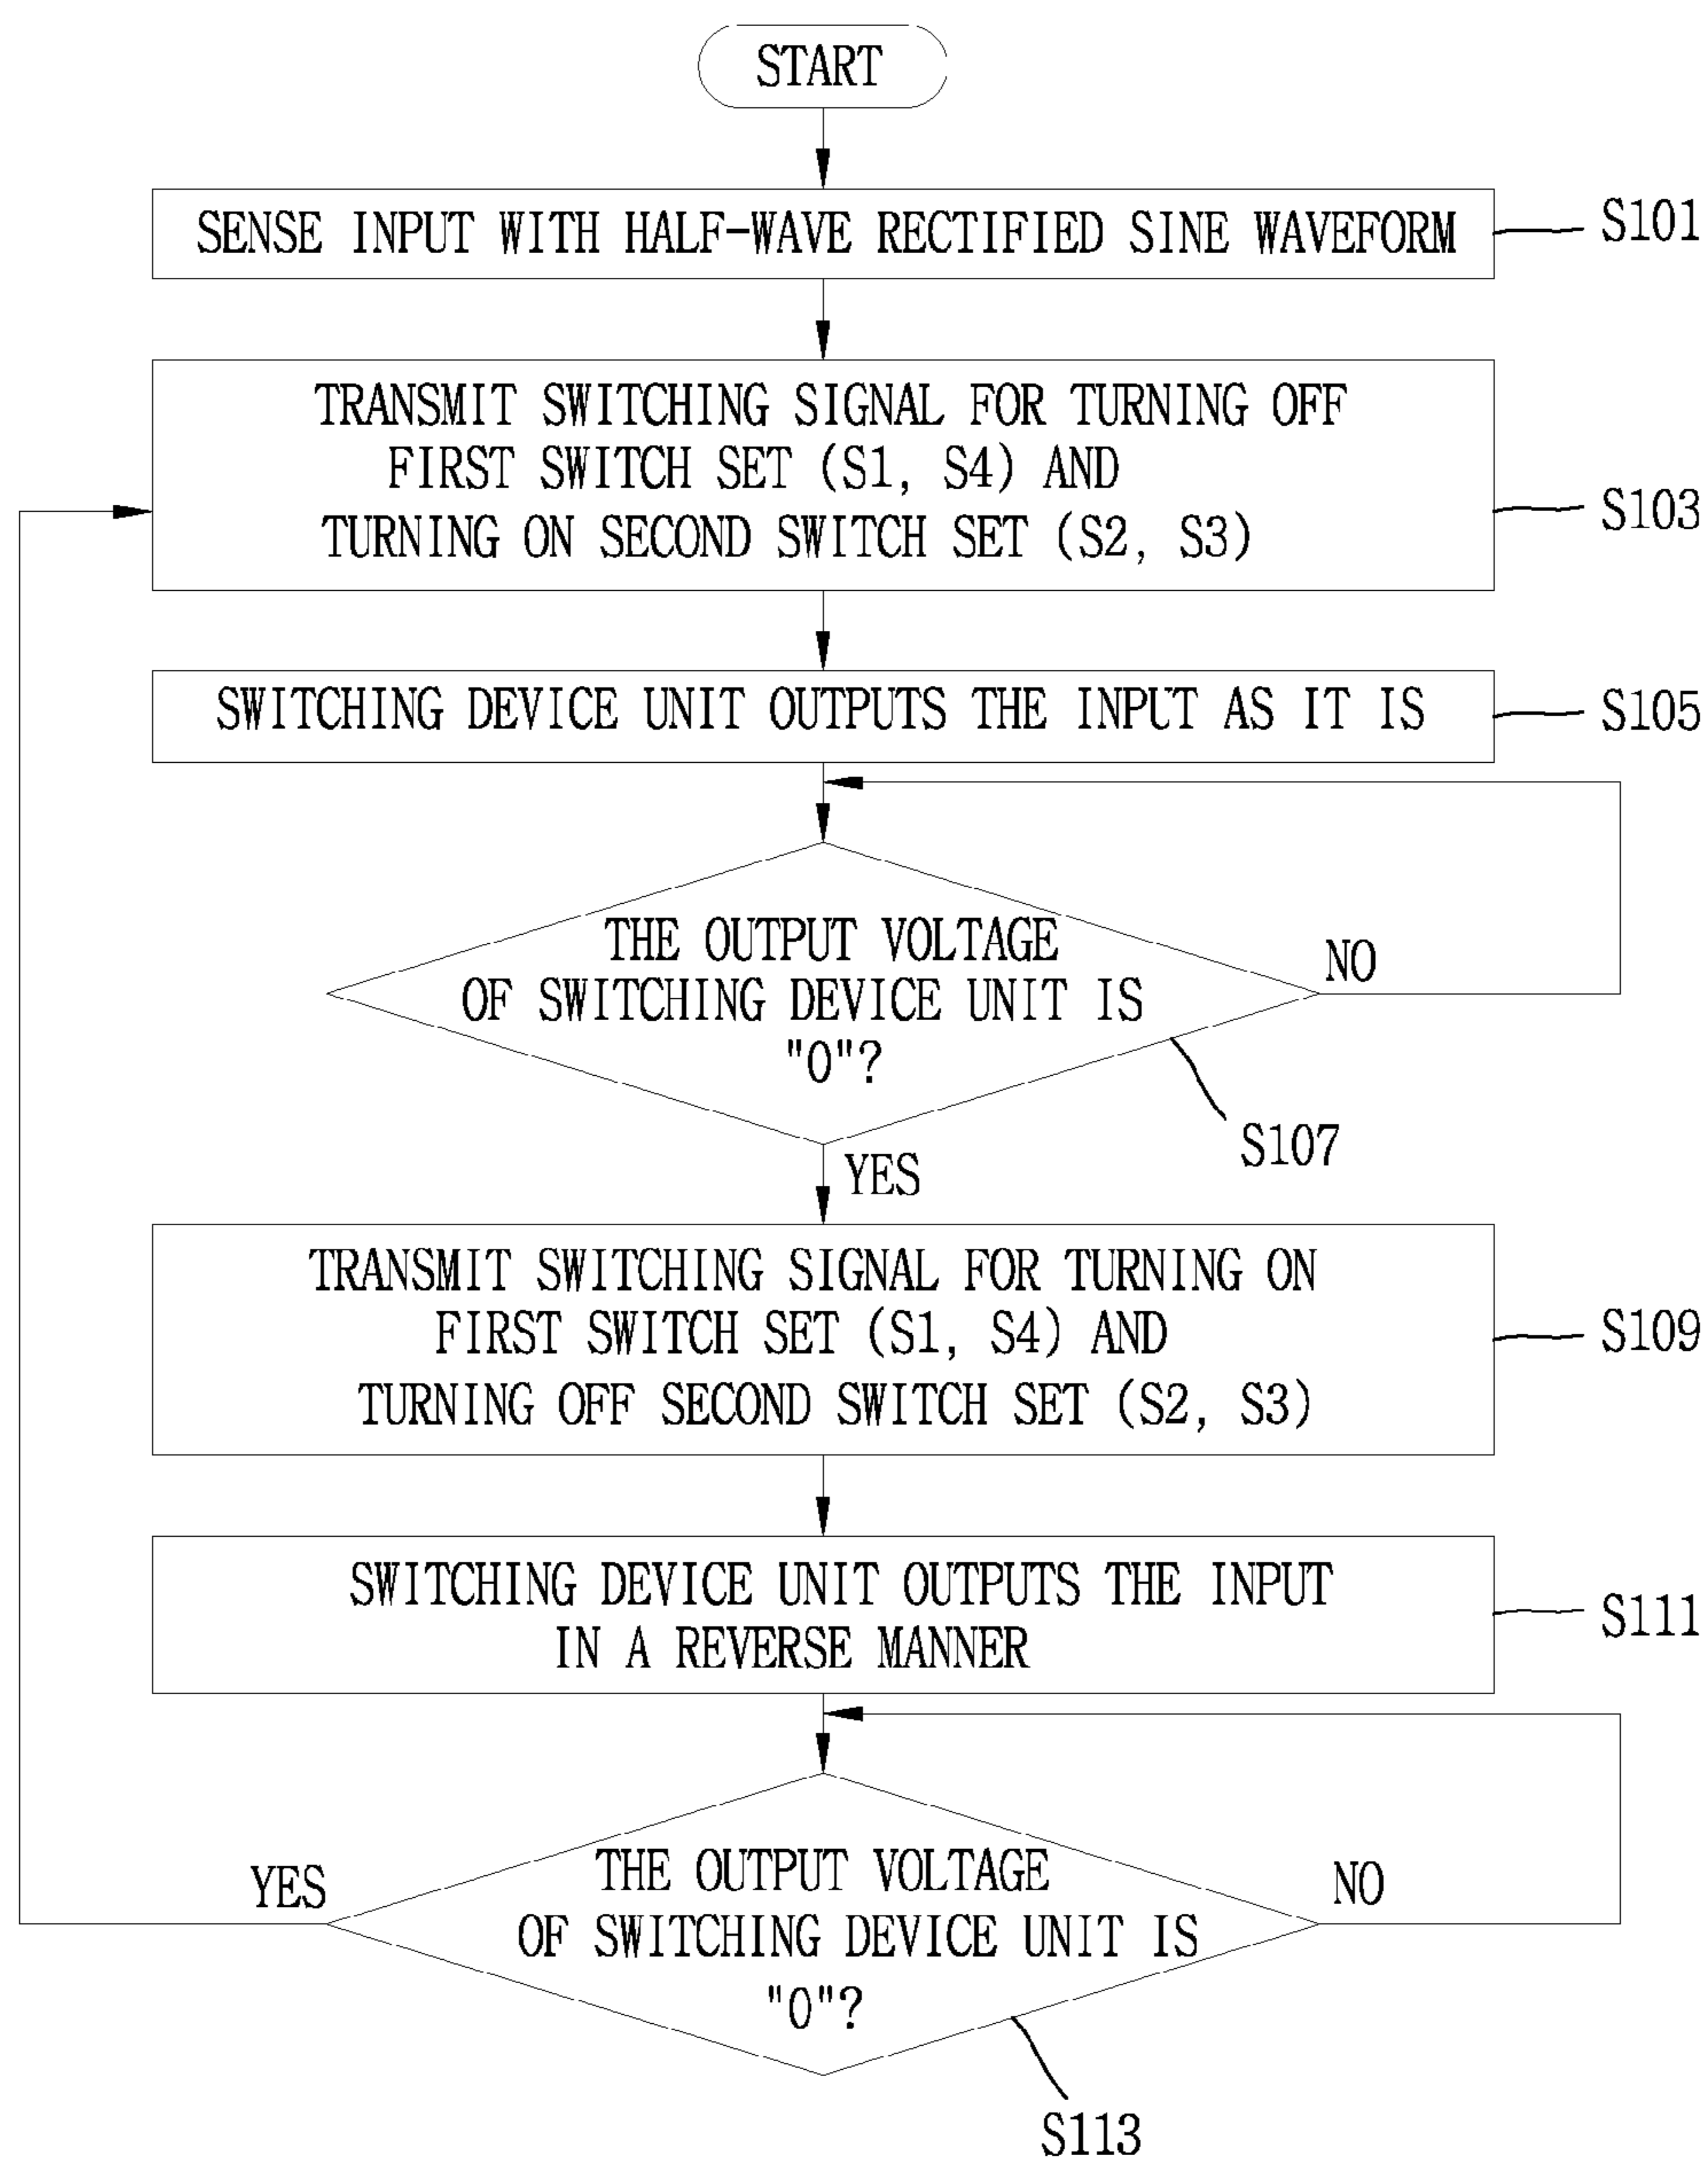 START
SENSE INPUT WITH HALF-WAVE RECTIFIED SINE WAVEFORM
S101
TRANSMIT SWITCHING SIGNAL FOR TURNING OFF
FIRST SWITCH SET (S1, S4) AND
TURNING ON SECOND SWITCH SET (S2, S3)
S103
SWITCHING DEVICE UNIT OUTPUTS THE INPUT AS IT IS
S105
THE OUTPUT VOLTAGE
OF SWITCHING DEVICE UNIT IS
"0"?
NO
S107
YES
TRANSMIT SWITCHING SIGNAL FOR TURNING ON
FIRST SWITCH SET (S1, S4) AND
TURNING OFF SECOND SWITCH SET (S2, S3)
S109
SWITCHING DEVICE UNIT OUTPUTS THE INPUT
IN A REVERSE MANNER
S111
YES
THE OUTPUT VOLTAGE
OF SWITCHING DEVICE UNIT IS
"0"?
NO
S113